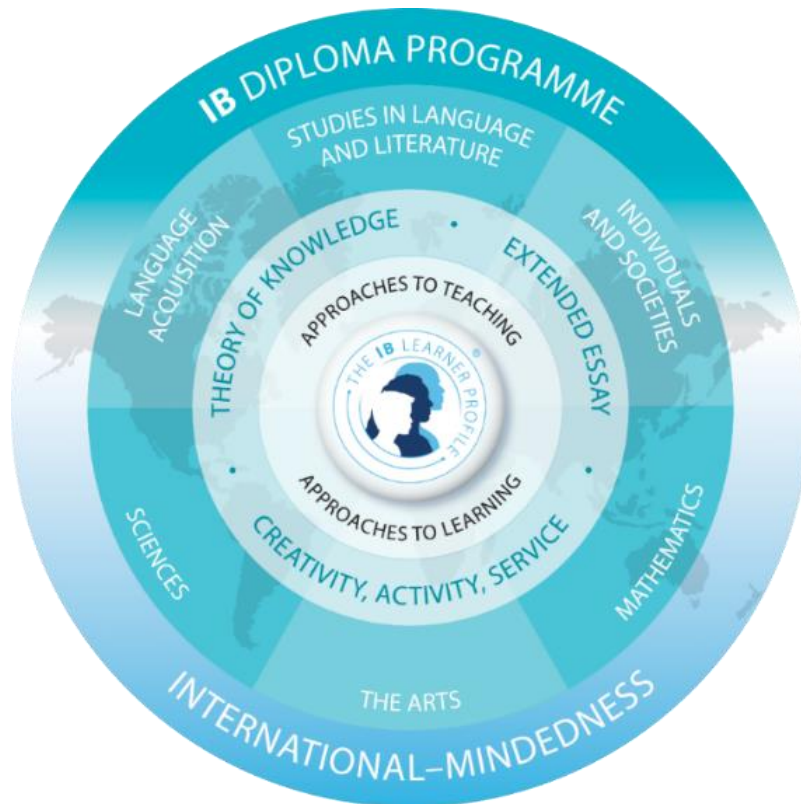 IB DIPLOMA PROGRAMME
STUDIES IN LANGUAGE
AND LITERATURE
INDIVIDUALS
AND SOCIETIES
MATHEMATICS
THE ARTS
SCIENCES
LANGUAGE
ACQUISITION
THEORY OF KNOWLEDGE
EXTENDED ESSAY
CREATIVITY, ACTIVITY, SERVICE
APPROACHES TO TEACHING
APPROACHES TO LEARNING
THE IB LEARNER PROFILE ®
INTERNATIONAL–MINDEDNESS